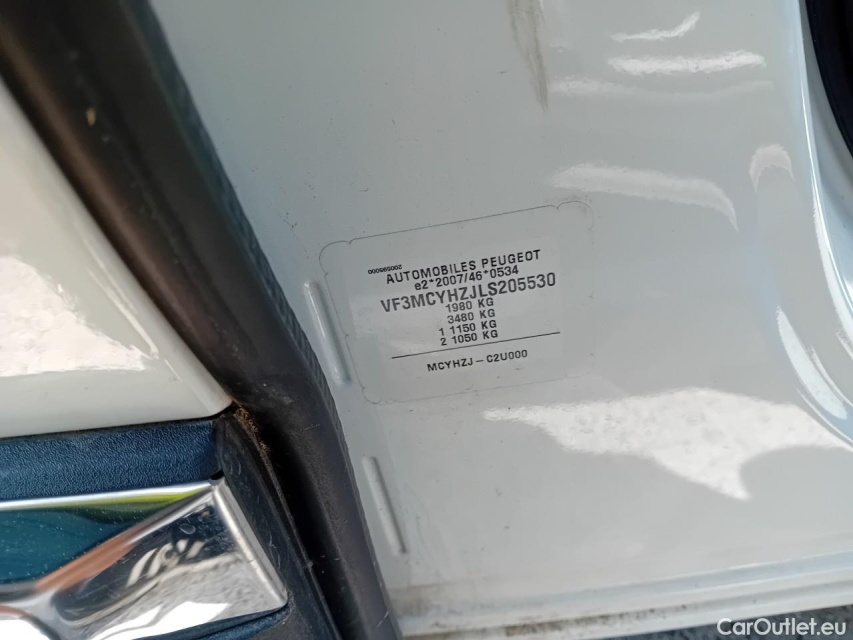 200595000
AUTOMOBILES PEUGEOT
e2*2007/46*0534
VF3MCYHZJLS205530
1980 KG
3480 KG
1 1150 KG
2 1050 KG
MCYHZJ-C2U000
CarOutlet.eu